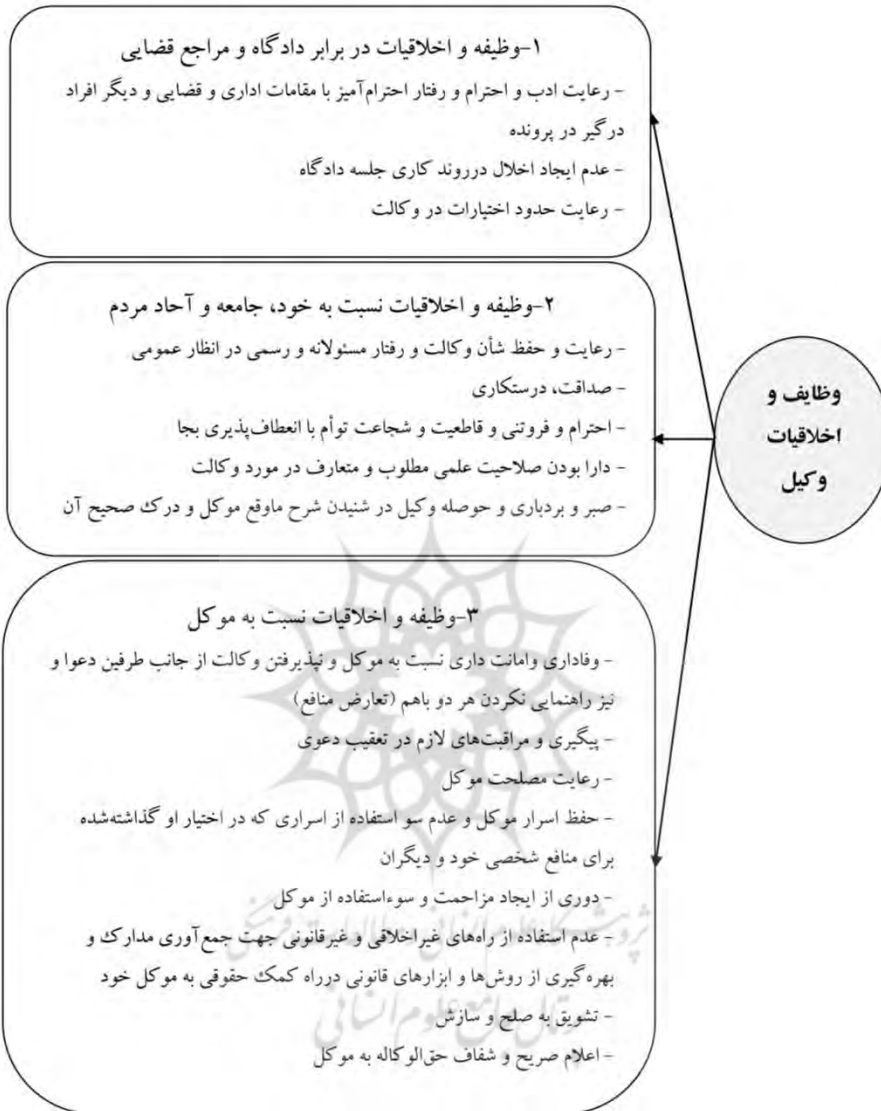 ۱-وظیفه و اخلاقیات در برابر دادگاه و مراجع قضایی
- رعایت ادب و احترام و رفتار احترام‌آمیز با مقامات اداری و قضایی و دیگر افراد
درگیر در پرونده
- عدم ایجاد اخلال درروند کاری جلسه دادگاه
- رعایت حدود اختیارات در وکالت
۲-وظیفه و اخلاقیات نسبت به خود، جامعه و آحاد مردم
- رعایت و حفظ شأن وکالت و رفتار مسئولانه و رسمی در انظار عمومی
- صداقت، درستکاری
- احترام و فروتنی و قاطعیت و شجاعت توأم با انعطاف‌پذیری بجا
- دارا بودن صلاحیت علمی مطلوب و متعارف در مورد وکالت
- صبر و بردباری و حوصله وکیل در شنیدن شرح ماوقع موکل و درک صحیح آن
وظایف و
اخلاقیات
وکیل
۳-وظیفه و اخلاقیات نسبت به موکل
- وفاداری وامانت داری نسبت به موکل و نپذیرفتن وکالت از جانب طرفین دعوا و
نیز راهنمایی نکردن هر دو باهم (تعارض منافع)
- پیگیری و مراقبت‌های لازم در تعقیب دعوی
- رعایت مصلحت موکل
- حفظ اسرار موکل و عدم سو استفاده از اسراری که در اختیار او گذاشته‌شده
برای منافع شخصی خود و دیگران
- دوری از ایجاد مزاحمت و سوءاستفاده از موکل
- عدم استفاده از راه‌های غیراخلاقی و غیرقانونی جهت جمع‌آوری مدارک و
بهره‌گیری از روش‌ها و ابزارهای قانونی درراه کمک حقوقی به موکل خود
- تشویق به صلح و سازش
- اعلام صریح و شفاف حق‌الوکاله به موکل
پژوهشگاه علوم انسانی و مطالعات فرهنگی
پرتال جامع علوم انسانی